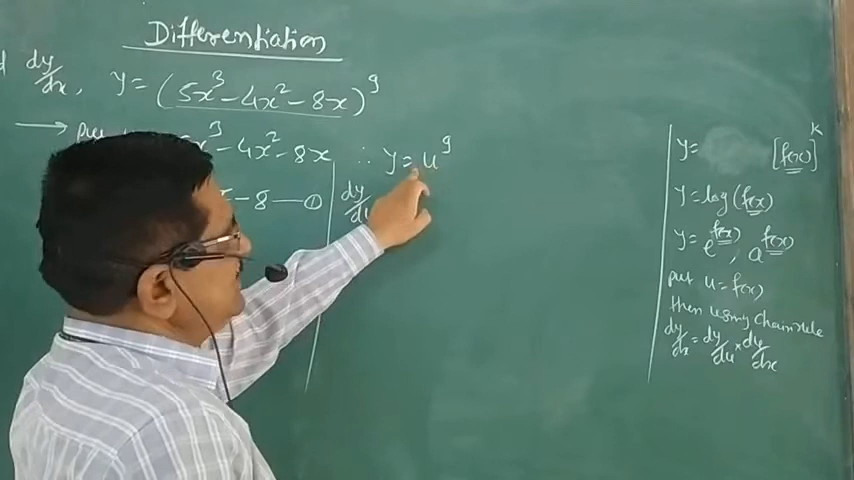 Differentiation
dy/dx, y = (5x³ - 4x² - 8x)⁹
→ put x³ - 4x² - 8x ∴ y = u⁹
- 8 — ① dy/du
y = [f(x)]ᵏ
y = log (f(x))
y = e^f(x), a^f(x)
put u = f(x)
then using Chain rule
dy/dx = dy/du × du/dx